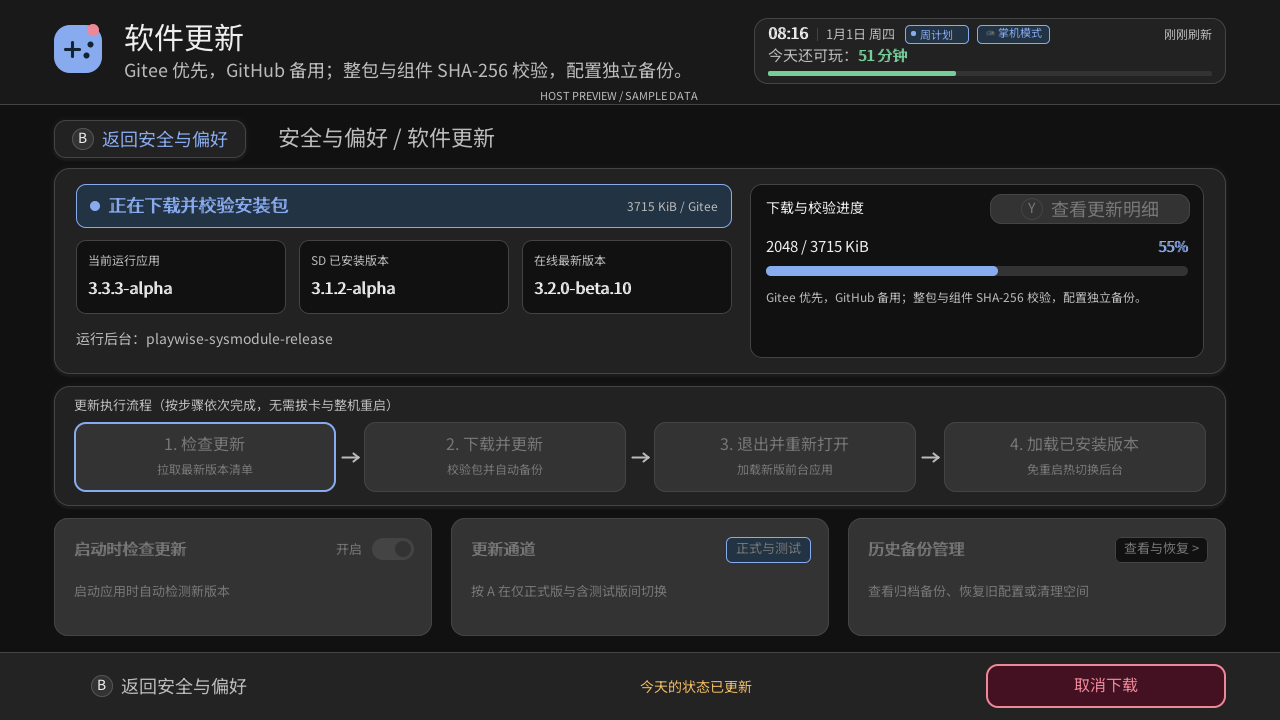 软件更新
Gitee 优先，GitHub 备用；整包与组件 SHA-256 校验，配置独立备份。
08:16 | 1月1日 周四 周计划 掌机模式 刚刚刷新
今天还可玩：51 分钟
HOST PREVIEW / SAMPLE DATA
B 返回安全与偏好 安全与偏好 / 软件更新
正在下载并校验安装包 3715 KiB / Gitee
当前运行应用
3.3.3-alpha
SD 已安装版本
3.1.2-alpha
在线最新版本
3.2.0-beta.10
运行后台：playwise-sysmodule-release
下载与校验进度 Y 查看更新明细
2048 / 3715 KiB 55%
Gitee 优先，GitHub 备用；整包与组件 SHA-256 校验，配置独立备份。
更新执行流程（按步骤依次完成，无需拔卡与整机重启）
1. 检查更新
拉取最新版本清单
2. 下载并更新
校验包并自动备份
3. 退出并重新打开
加载新版前台应用
4. 加载已安装版本
免重启热切换后台
启动时检查更新 开启
启动应用时自动检测新版本
更新通道 正式与测试
按 A 在仅正式版与含测试版间切换
历史备份管理 查看与恢复 >
查看归档备份、恢复旧配置或清理空间
B 返回安全与偏好 今天的状态已更新 取消下载